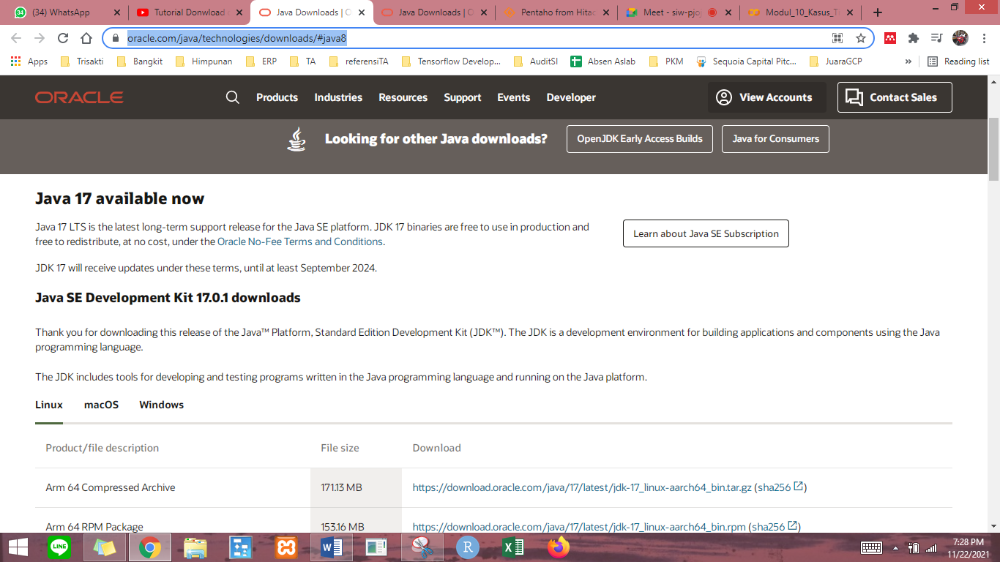 (34) WhatsApp
Tutorial Donwload
Java Downloads | O
Java Downloads | O
Pentaho from Hitac
Meet - siw-pjoj
Modul_10_Kasus_T
oracle.com/java/technologies/downloads/#java8
Apps
Trisakti
Bangkit
Himpunan
ERP
TA
referensiTA
Tensorflow Develop...
AuditSI
Absen Aslab
PKM
Sequoia Capital Pitc...
JuaraGCP
»
Reading list
ORACLE
Products
Industries
Resources
Support
Events
Developer
View Accounts
Contact Sales
Looking for other Java downloads?
OpenJDK Early Access Builds
Java for Consumers
Java 17 available now
Java 17 LTS is the latest long-term support release for the Java SE platform. JDK 17 binaries are free to use in production and
free to redistribute, at no cost, under the Oracle No-Fee Terms and Conditions.
Learn about Java SE Subscription
JDK 17 will receive updates under these terms, until at least September 2024.
Java SE Development Kit 17.0.1 downloads
Thank you for downloading this release of the Java™ Platform, Standard Edition Development Kit (JDK™). The JDK is a development environment for building applications and components using the Java
programming language.
The JDK includes tools for developing and testing programs written in the Java programming language and running on the Java platform.
Linux
macOS
Windows
Product/file description
File size
Download
Arm 64 Compressed Archive
171.13 MB
https://download.oracle.com/java/17/latest/jdk-17_linux-aarch64_bin.tar.gz (sha256)
Arm 64 RPM Package
153.16 MB
https://download.oracle.com/java/17/latest/jdk-17_linux-aarch64_bin.rpm (sha256)
LINE
R
7:28 PM
11/22/2021